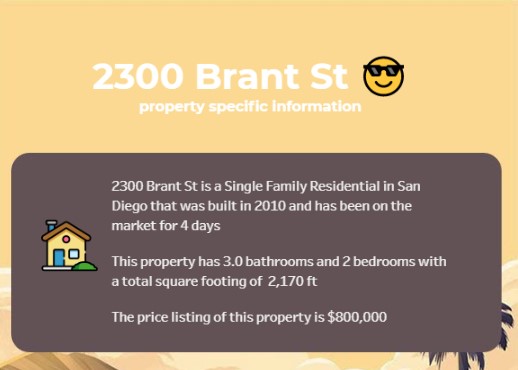 2300 Brant St
property specific information
2300 Brant St is a Single Family Residential in San
Diego that was built in 2010 and has been on the
market for 4 days
This property has 3.0 bathrooms and 2 bedrooms with
a total square footing of 2,170 ft
The price listing of this property is $800,000